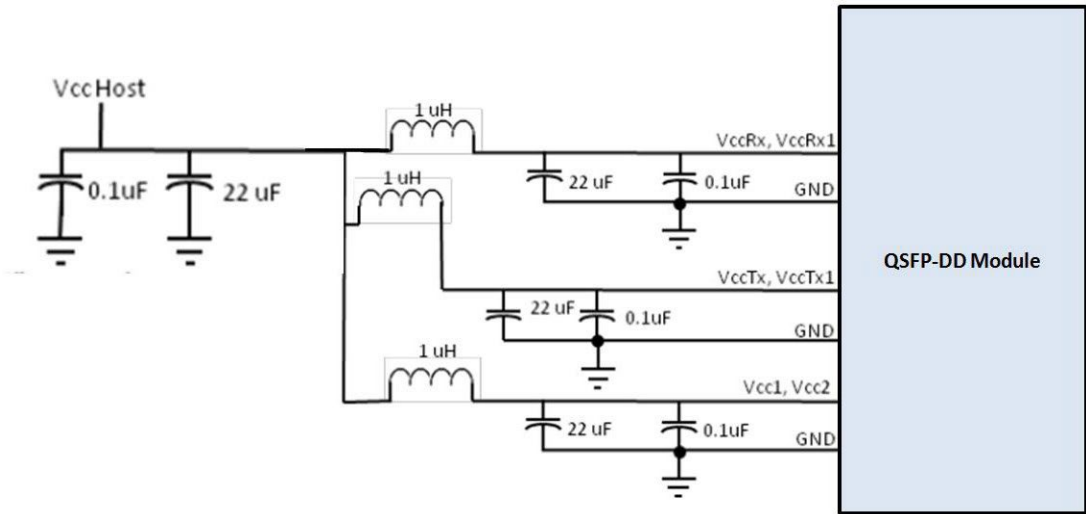 VccHost
0.1uF
22 uF
1 uH
VccRx, VccRx1
22 uF
0.1uF
GND
1 uH
VccTx, VccTx1
22 uF
0.1uF
GND
1 uH
Vcc1, Vcc2
22 uF
0.1uF
GND
QSFP-DD Module